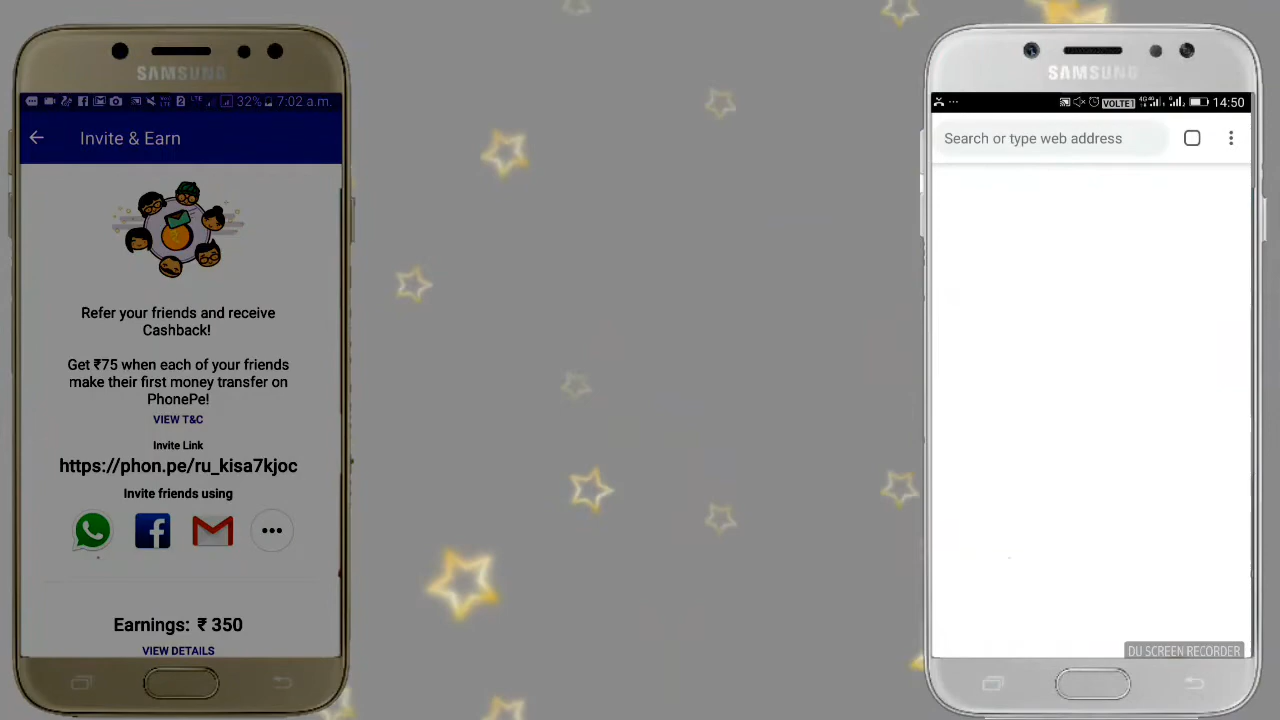 SAMSUNG
32% 7:02 a.m.
Invite & Earn
Refer your friends and receive
Cashback!
Get ₹75 when each of your friends
make their first money transfer on
PhonePe!
VIEW T&C
Invite Link
https://phon.pe/ru_kisa7kjoc
Invite friends using
Earnings: ₹ 350
VIEW DETAILS
SAMSUNG
VOLTE1 14:50
Search or type web address
DU SCREEN RECORDER